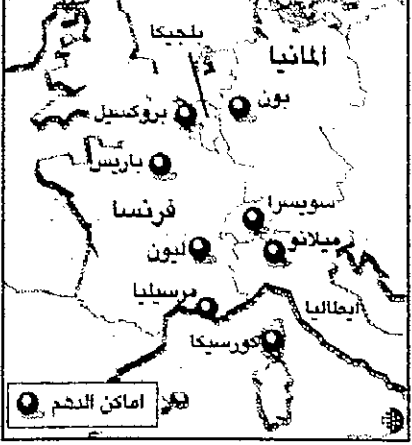 بلجيكا
المانيا
بون
بروكسيل
باريس
سويسرا
فرنسا
ميلانو
ليون
مرسيليا
ايطاليا
كورسيكا
اماكن الدهم